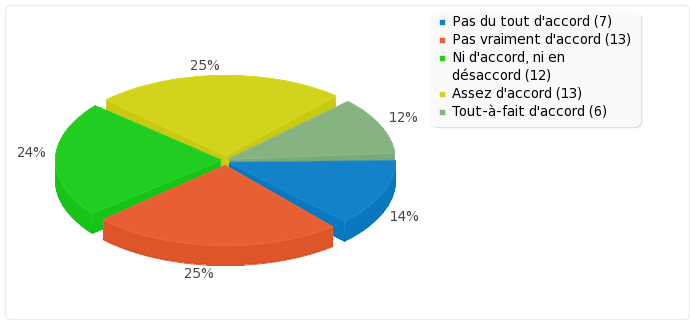 Pas du tout d'accord (7)
Pas vraiment d'accord (13)
Ni d'accord, ni en
désaccord (12)
Assez d'accord (13)
Tout-à-fait d'accord (6)
25%
12%
24%
14%
25%